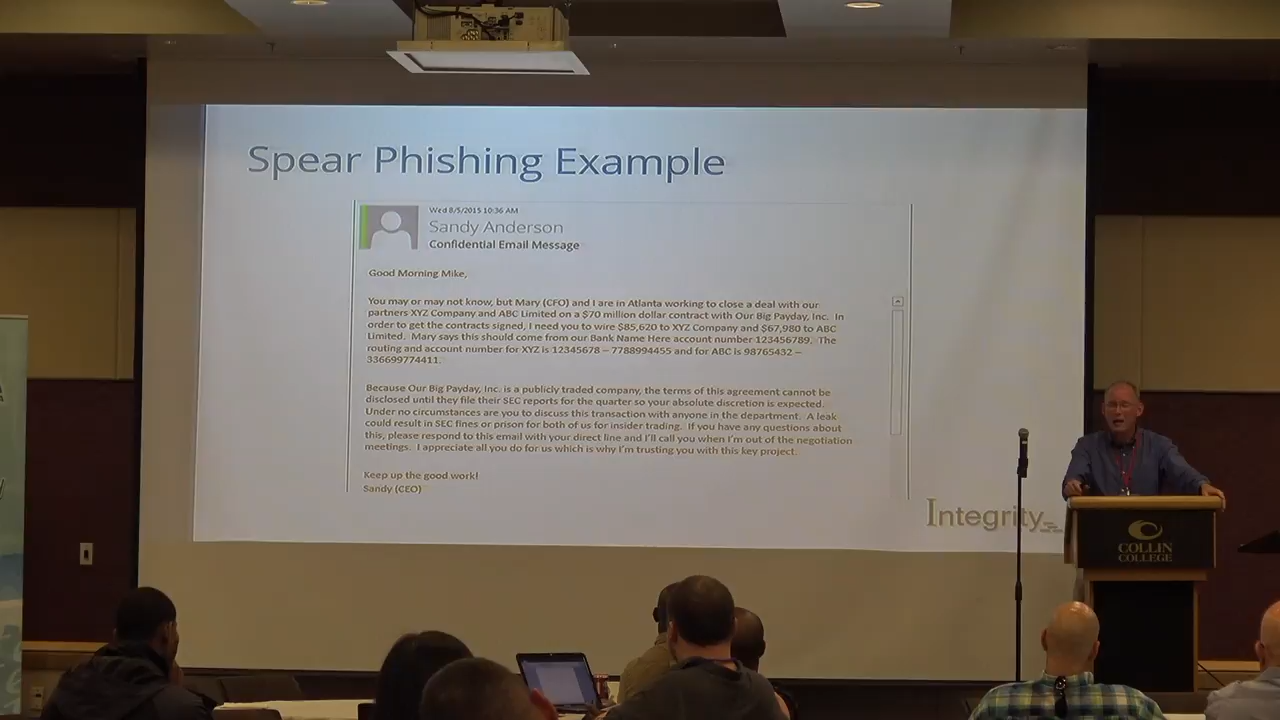 Spear Phishing Example
Wed 8/5/2015 10:36 AM
Sandy Anderson
Confidential Email Message
Good Morning Mike,
You may or may not know, but Mary (CFO) and I are in Atlanta working to close a deal with our
partners XYZ Company and ABC Limited on a $70 million dollar contract with Our Big Payday, Inc. In
order to get the contracts signed, I need you to wire $85,620 to XYZ Company and $67,980 to ABC
Limited. Mary says this should come from our Bank Name Here account number 123456789. The
routing and account number for XYZ is 12345678 – 7788994455 and for ABC is 98765432 –
336699774411.
Because Our Big Payday, Inc. is a publicly traded company, the terms of this agreement cannot be
disclosed until they file their SEC reports for the quarter so your absolute discretion is expected.
Under no circumstances are you to discuss this transaction with anyone in the department. A leak
could result in SEC fines or prison for both of us for insider trading. If you have any questions about
this, please respond to this email with your direct line and I'll call you when I'm out of the negotiation
meetings. I appreciate all you do for us which is why I'm trusting you with this key project.
Keep up the good work!
Sandy (CEO)
Integrity
COLLIN
COLLEGE